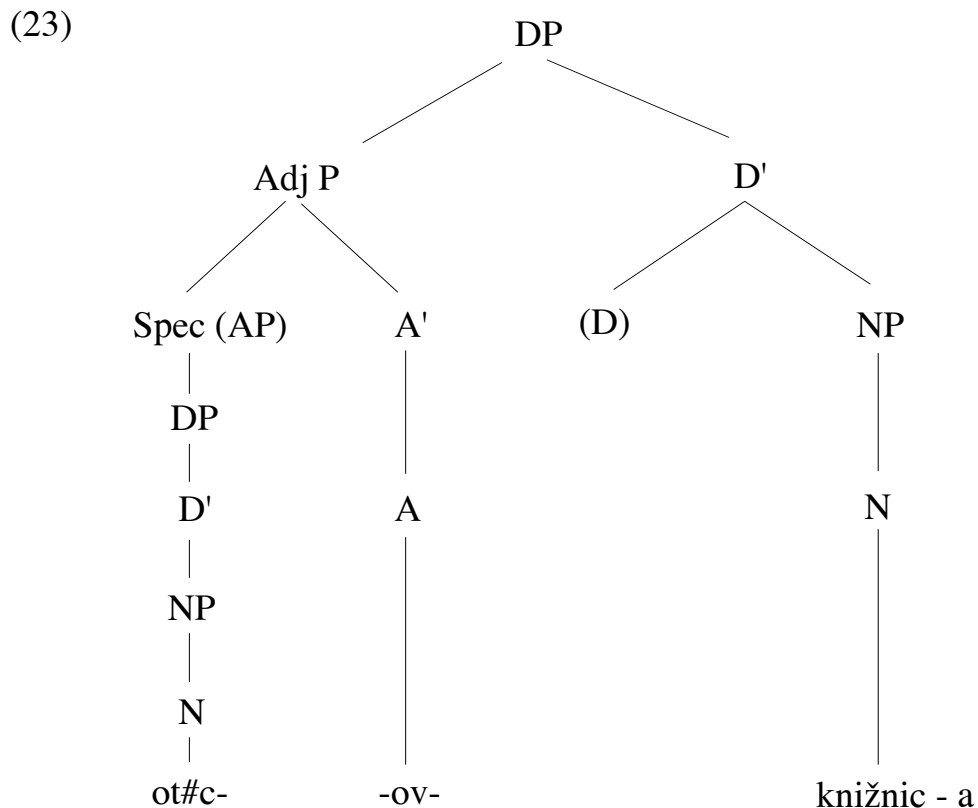 (23)
DP
Adj P D'
Spec (AP) A' (D) NP
DP
D' A N
NP
N
ot#c- -ov- knižnic - a